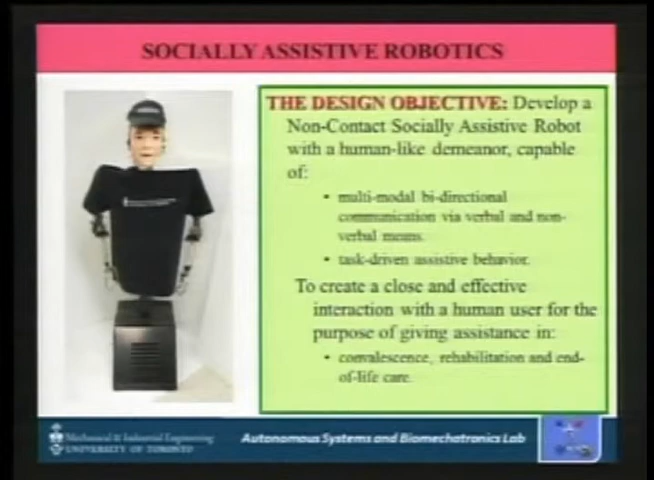 SOCIALLY ASSISTIVE ROBOTICS
THE DESIGN OBJECTIVE: Develop a
Non-Contact Socially Assistive Robot
with a human-like demeanor, capable
of:
• multi-modal bi-directional
communication via verbal and non-
verbal means.
• task-driven assistive behavior.
To create a close and effective
interaction with a human user for the
purpose of giving assistance in:
• convalescence, rehabilitation and end-
of-life care.
Mechanical & Industrial Engineering
UNIVERSITY OF TORONTO
Autonomous Systems and Biomechatronics Lab